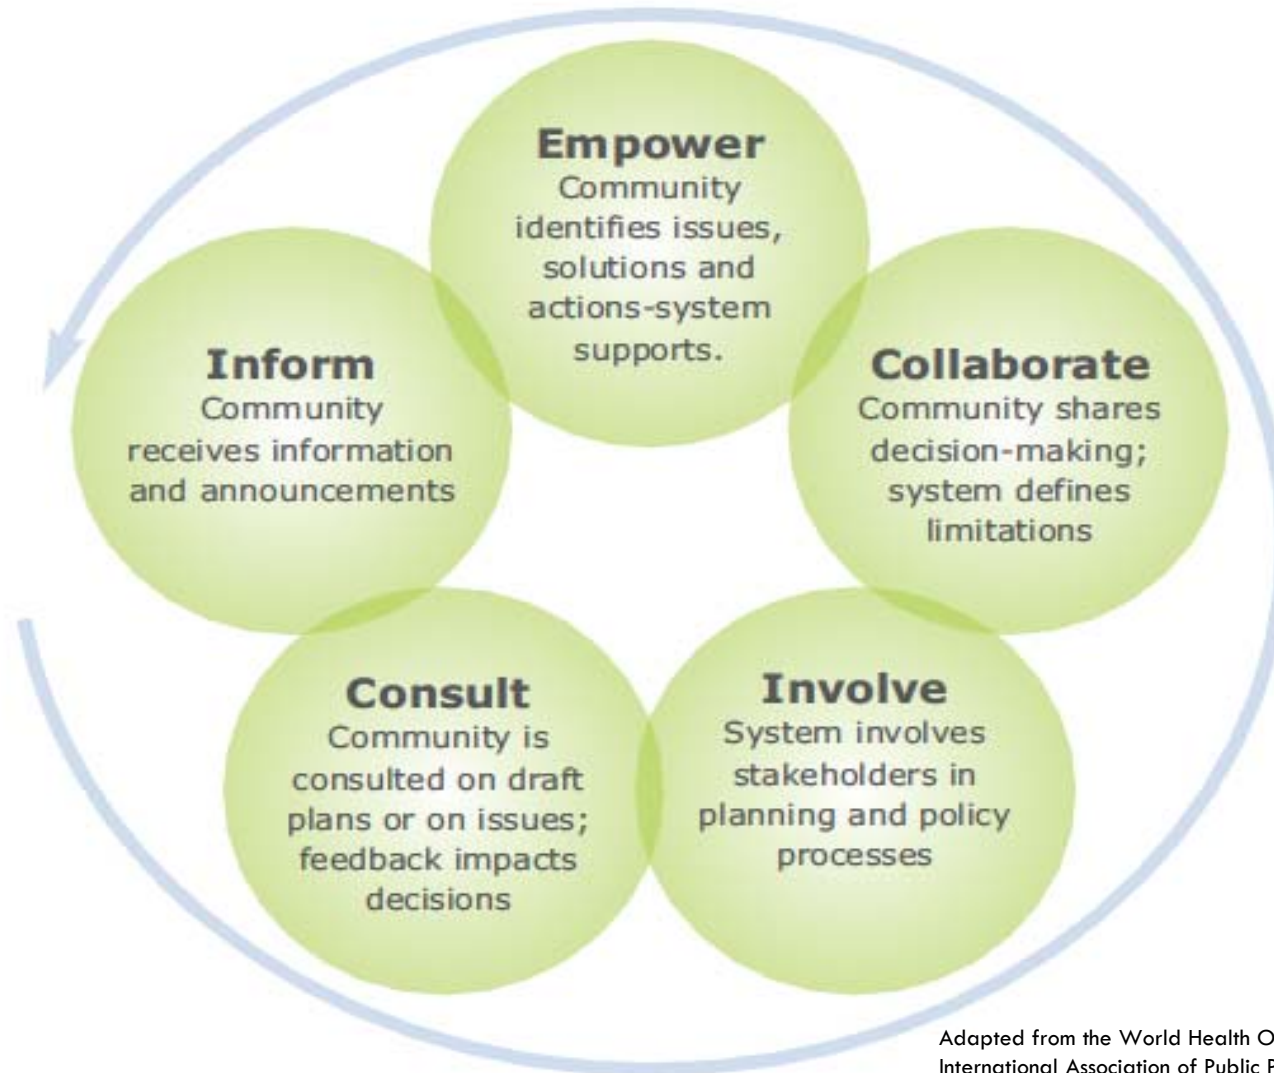 Empower
Community
identifies issues,
solutions and
actions-system
supports.
Inform
Community
receives information
and announcements
Collaborate
Community shares
decision-making;
system defines
limitations
Consult
Community is
consulted on draft
plans or on issues;
feedback impacts
decisions
Involve
System involves
stakeholders in
planning and policy
processes
Adapted from the World Health O
International Association of Public P